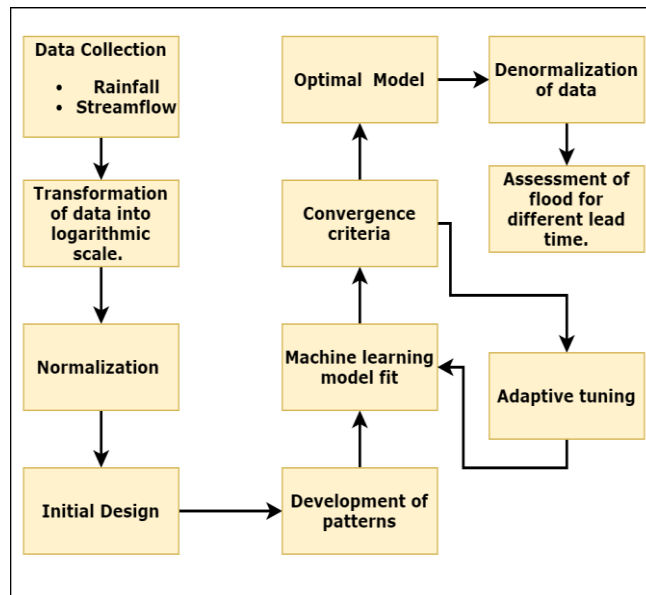 Data Collection
• Rainfall
• Streamflow
Transformation
of data into
logarithmic
scale.
Normalization
Initial Design
Development of
patterns
Machine learning
model fit
Convergence
criteria
Optimal Model
Denormalization
of data
Assessment of
flood for
different lead
time.
Adaptive tuning